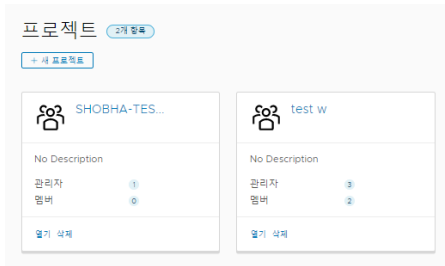 프로젝트 2개 항목
+ 새 프로젝트
SHOBHA-TES...
No Description
관리자 1
멤버 0
열기 삭제
test w
No Description
관리자 3
멤버 2
열기 삭제